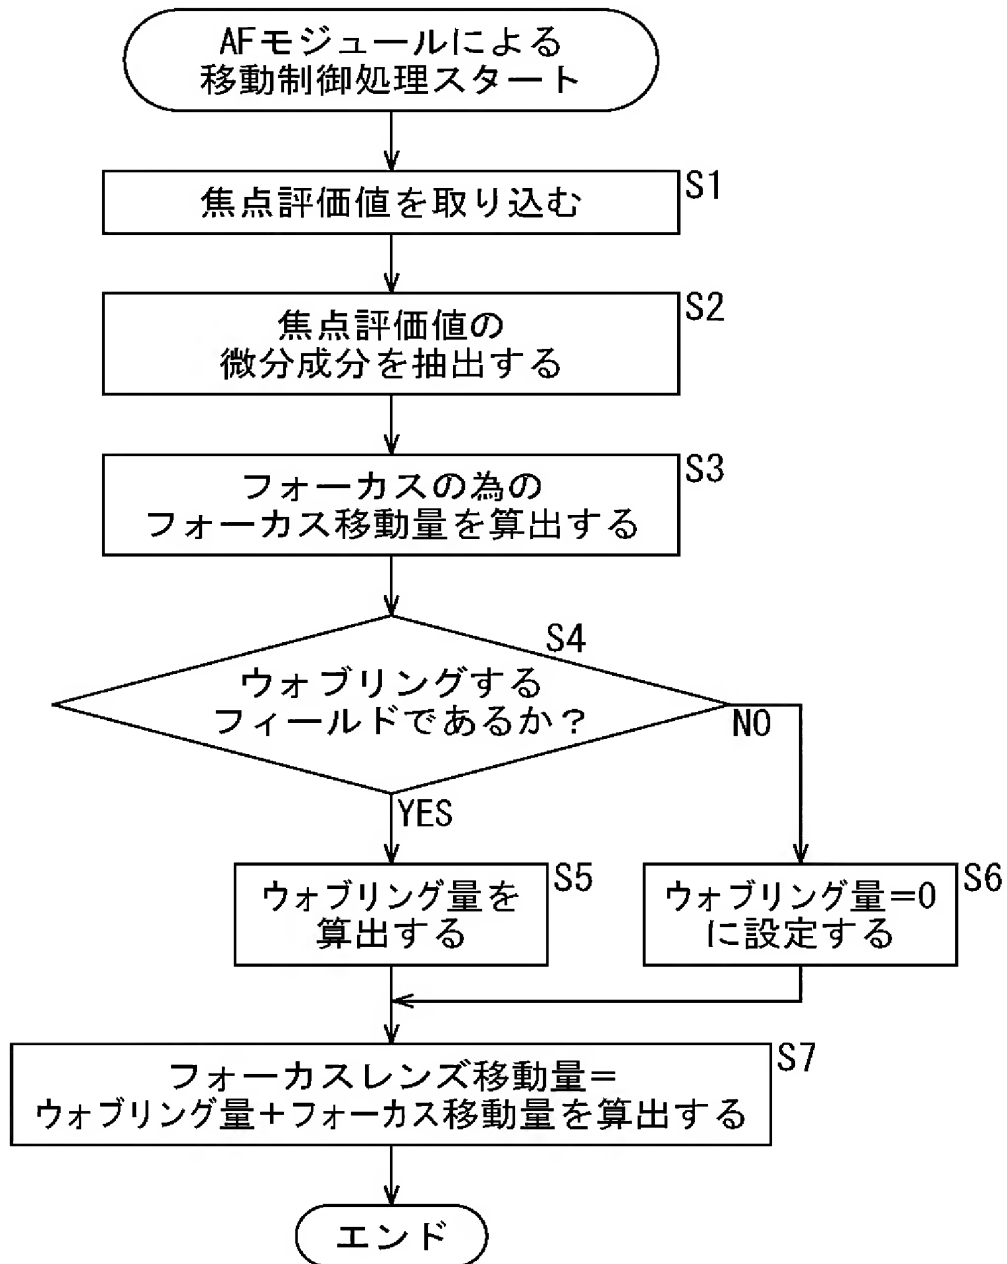 AFモジュールによる
移動制御処理スタート
S1
焦点評価値を取り込む
S2
焦点評価値の
微分成分を抽出する
S3
フォーカスの為の
フォーカス移動量を算出する
S4
ウォブリングする
フィールドであるか？
NO
YES
S5
ウォブリング量を
算出する
S6
ウォブリング量=0
に設定する
S7
フォーカスレンズ移動量=
ウォブリング量+フォーカス移動量を算出する
エンド